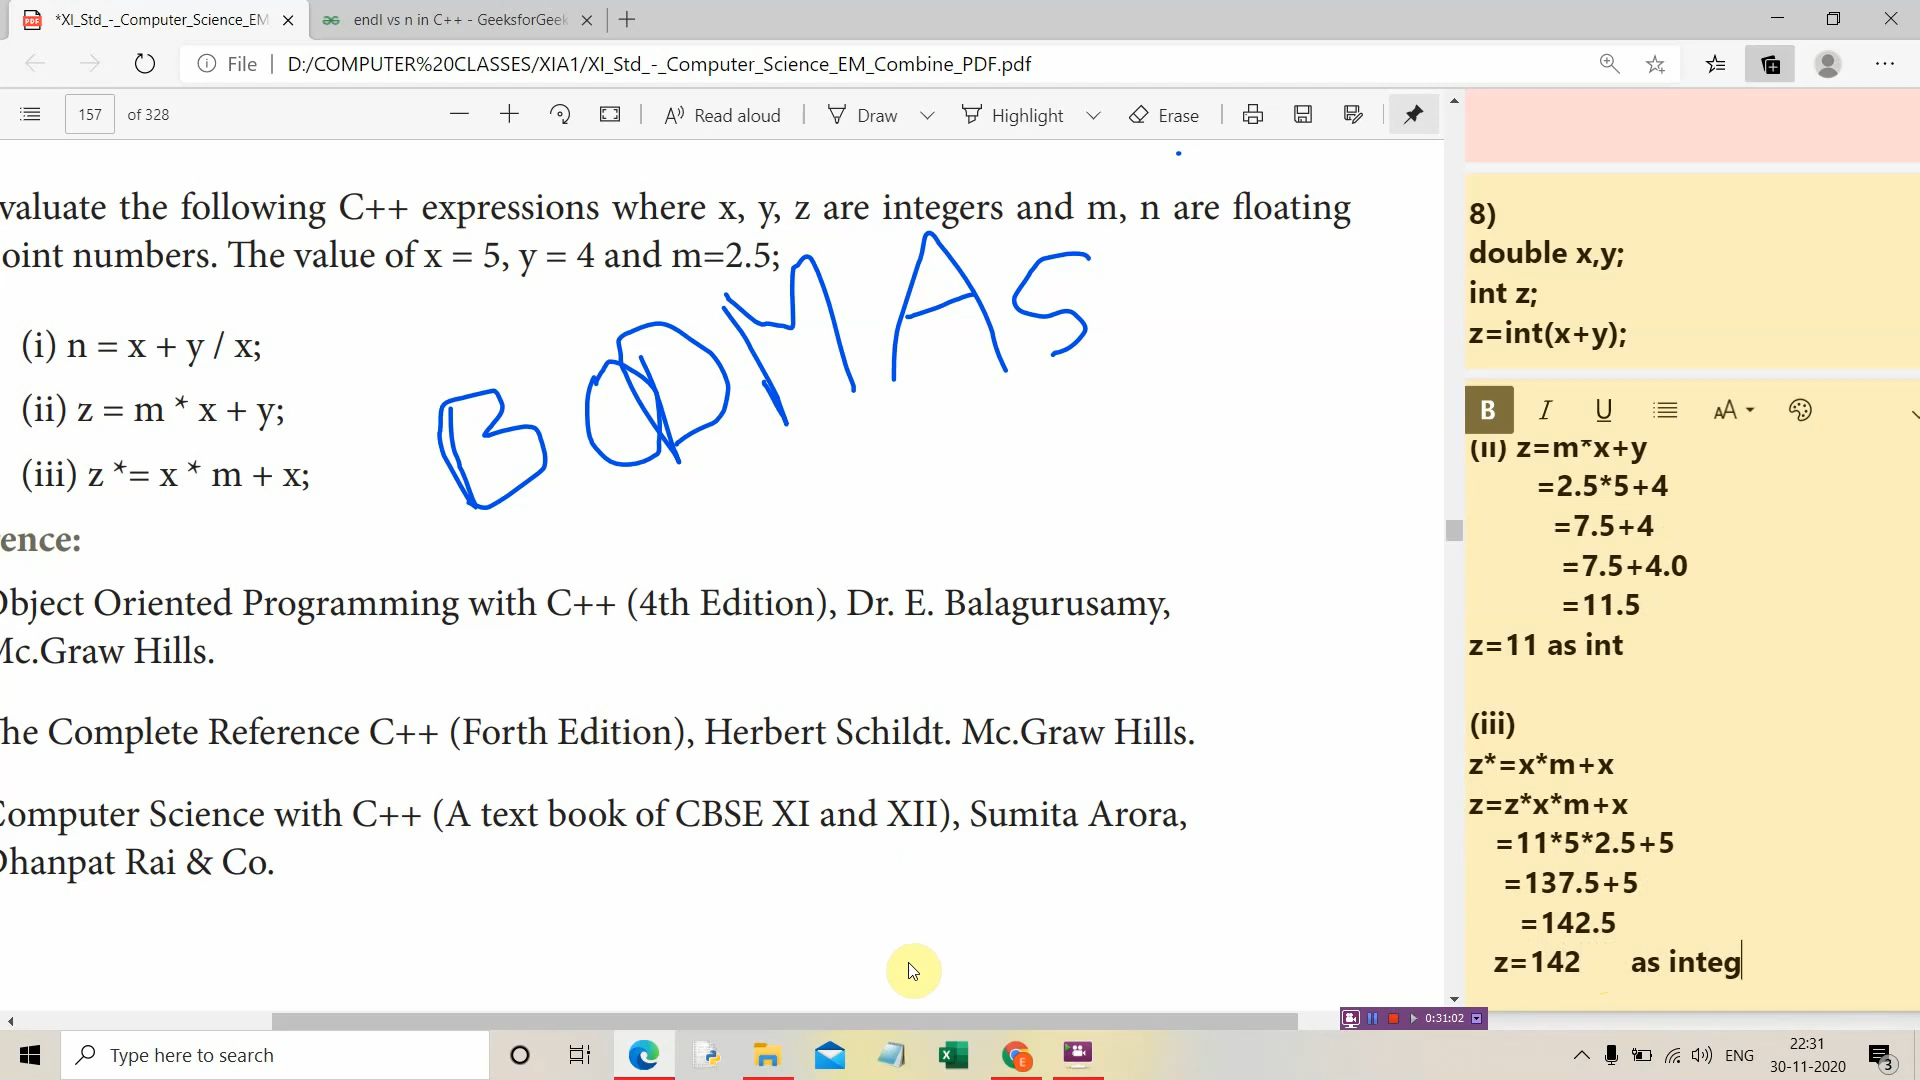 *XI_Std_-_Computer_Science_EM
endl vs n in C++ - GeeksforGeek
File
D:/COMPUTER%20CLASSES/XIA1/XI_Std_-_Computer_Science_EM_Combine_PDF.pdf
157 of 328
Read aloud
Draw
Highlight
Erase
valuate the following C++ expressions where x, y, z are integers and m, n are floating
oint numbers. The value of x = 5, y = 4 and m=2.5;
(i) n = x + y / x;
(ii) z = m * x + y;
(iii) z *= x * m + x;
BODMAS
ence:
Object Oriented Programming with C++ (4th Edition), Dr. E. Balagurusamy,
Mc.Graw Hills.
The Complete Reference C++ (Forth Edition), Herbert Schildt. Mc.Graw Hills.
Computer Science with C++ (A text book of CBSE XI and XII), Sumita Arora,
Dhanpat Rai & Co.
8)
double x,y;
int z;
z=int(x+y);
B I U AA
(ii) z=m*x+y
=2.5*5+4
=7.5+4
=7.5+4.0
=11.5
z=11 as int
(iii)
z*=x*m+x
z=z*x*m+x
=11*5*2.5+5
=137.5+5
=142.5
z=142 as integ
0:31:02
Type here to search
ENG
22:31
30-11-2020
3